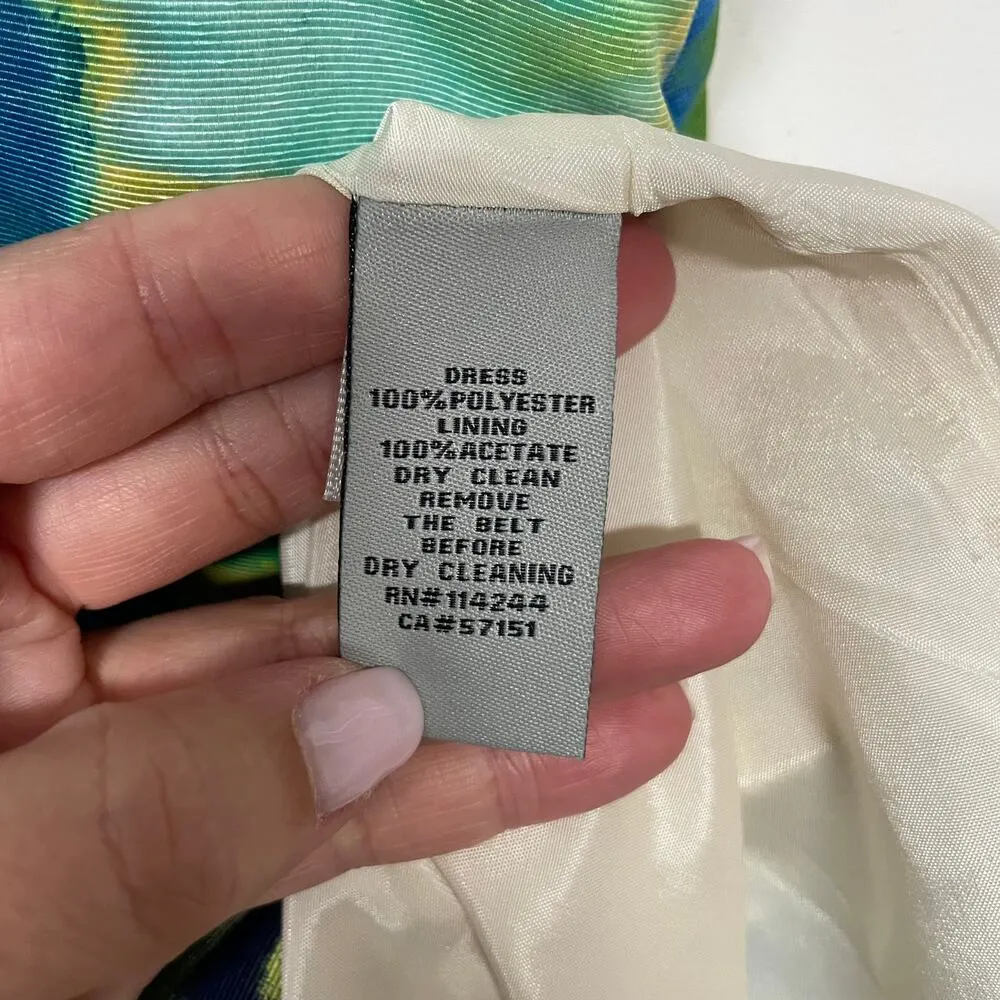 DRESS
100%POLYESTER
LINING
100%ACETATE
DRY CLEAN
REMOVE
THE BELT
BEFORE
DRY CLEANING
RN#114244
CA#57151